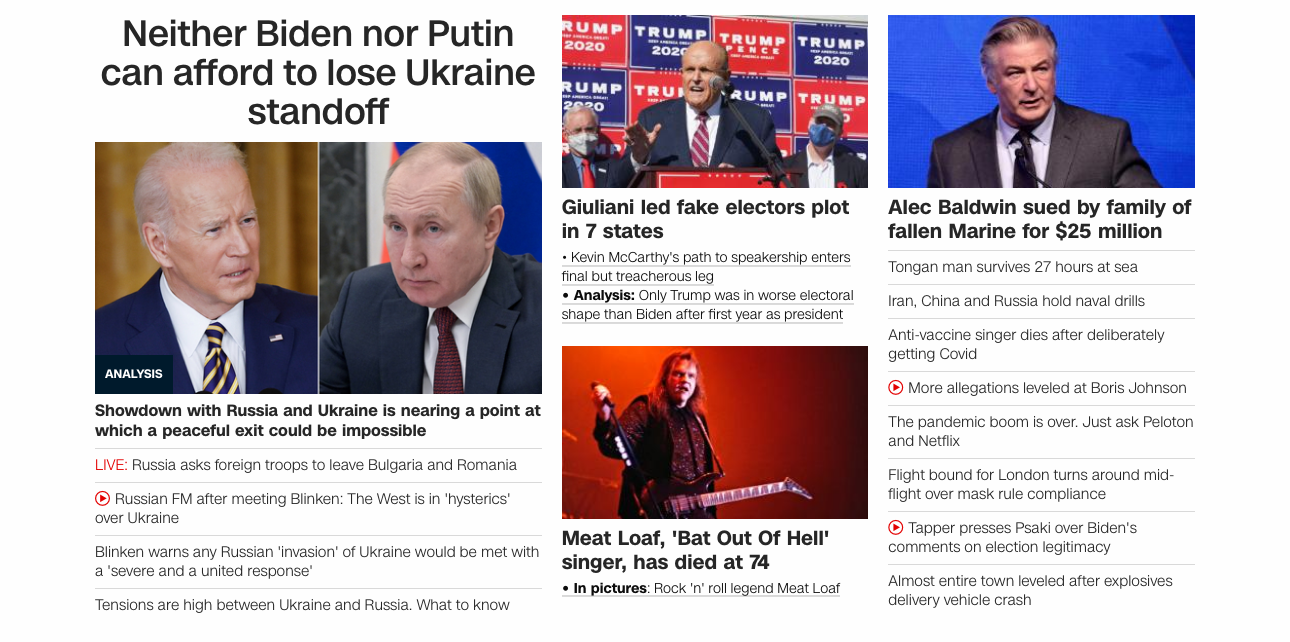 Neither Biden nor Putin
can afford to lose Ukraine
standoff
ANALYSIS
Showdown with Russia and Ukraine is nearing a point at
which a peaceful exit could be impossible
LIVE: Russia asks foreign troops to leave Bulgaria and Romania
Russian FM after meeting Blinken: The West is in 'hysterics'
over Ukraine
Blinken warns any Russian 'invasion' of Ukraine would be met with
a 'severe and a united response'
Tensions are high between Ukraine and Russia. What to know
RUMP TRUMP TRUMP TRUMP
2020 2020 PENCE 2020
TRUMP
2020
Giuliani led fake electors plot
in 7 states
• Kevin McCarthy's path to speakership enters
final but treacherous leg
• Analysis: Only Trump was in worse electoral
shape than Biden after first year as president
Meat Loaf, 'Bat Out Of Hell'
singer, has died at 74
• In pictures: Rock 'n' roll legend Meat Loaf
Alec Baldwin sued by family of
fallen Marine for $25 million
Tongan man survives 27 hours at sea
Iran, China and Russia hold naval drills
Anti-vaccine singer dies after deliberately
getting Covid
More allegations leveled at Boris Johnson
The pandemic boom is over. Just ask Peloton
and Netflix
Flight bound for London turns around mid-
flight over mask rule compliance
Tapper presses Psaki over Biden's
comments on election legitimacy
Almost entire town leveled after explosives
delivery vehicle crash